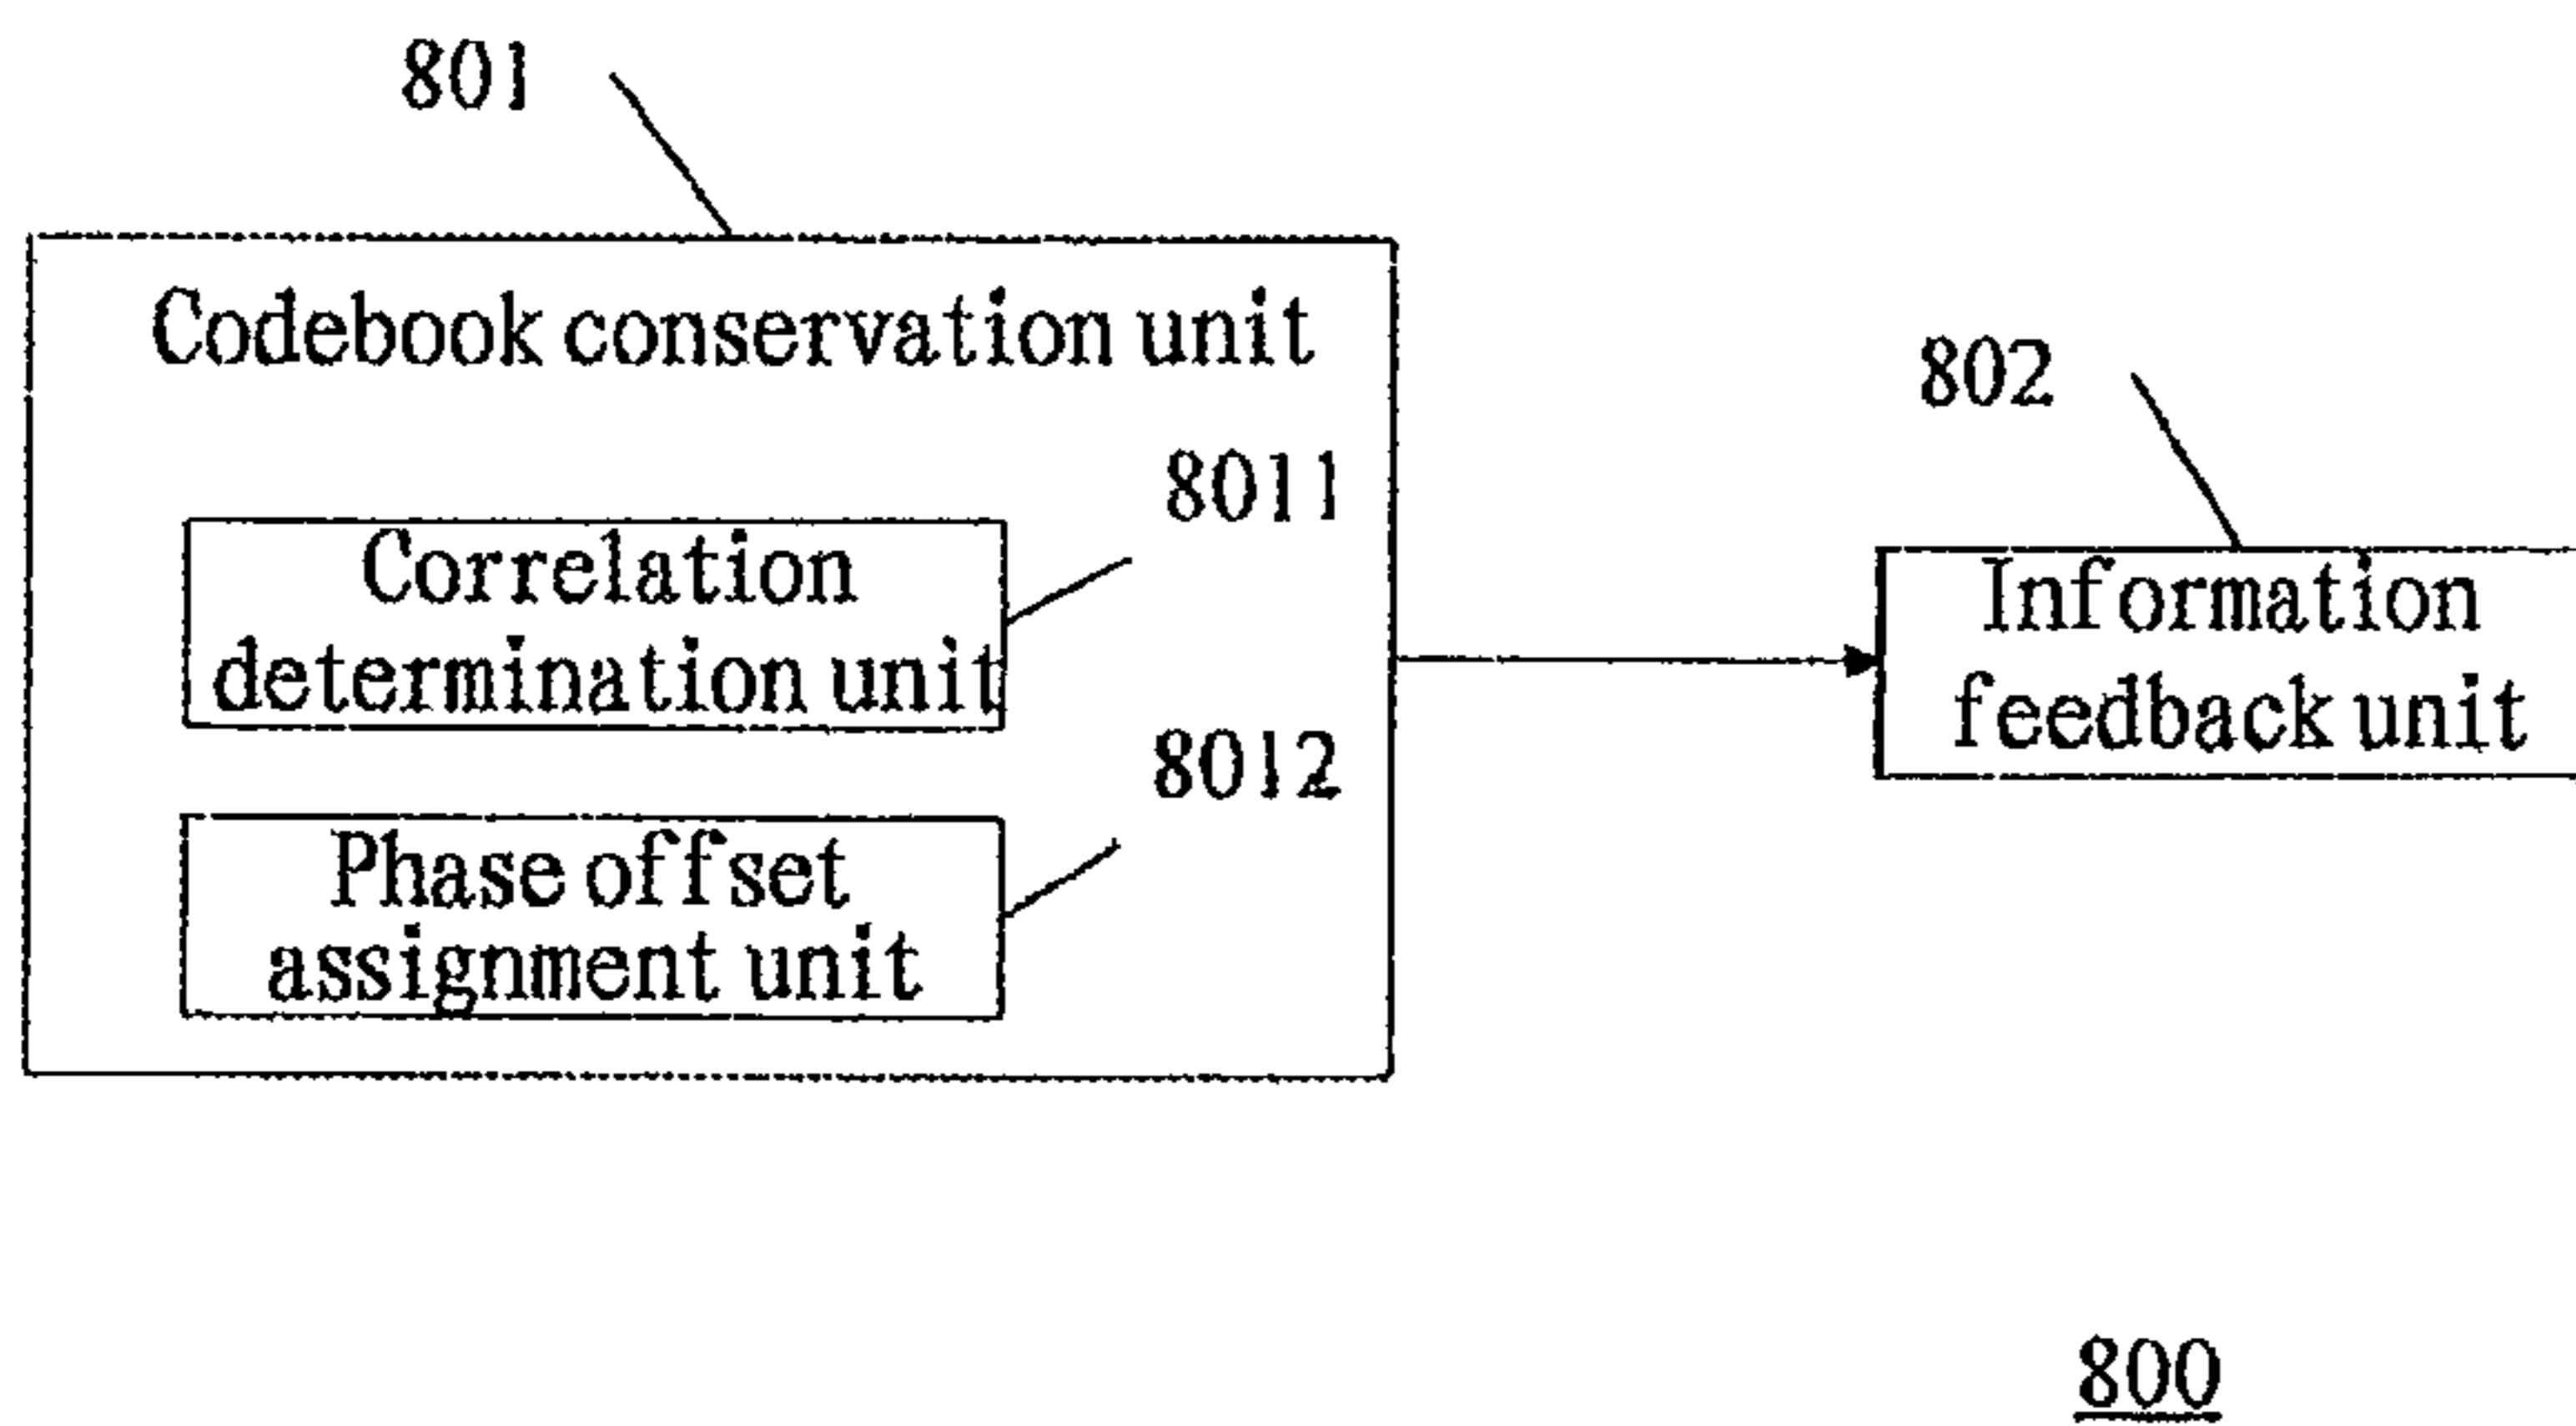 801
Codebook conservation unit
802
8011
Correlation
determination unit
Information
feedback unit
8012
Phase offset
assignment unit
800